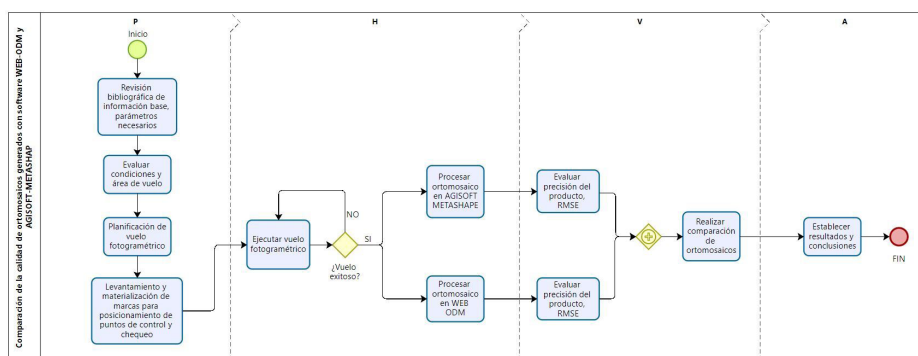 Comparación de la calidad de ortomosaicos generados con software WEB-ODM y
AGISOFT-METASHAP
P
H
V
A
Inicio
Revisión
bibliográfica de
información base,
parámetros
necesarios
Evaluar
condiciones y
área de vuelo
Planificación de
vuelo
fotogramétrico
Levantamiento y
materialización de
marcas para
posicionamiento de
puntos de control y
chequeo
Ejecutar vuelo
fotogramétrico
NO
SI
¿Vuelo
exitoso?
Procesar
ortomosaico
en AGISOFT
METASHAPE
Procesar
ortomosaico
en WEB
ODM
Evaluar
precisión del
producto,
RMSE
Evaluar
precisión del
producto,
RMSE
Realizar
comparación
de
ortomosaicos
Establecer
resultados y
conclusiones
FIN